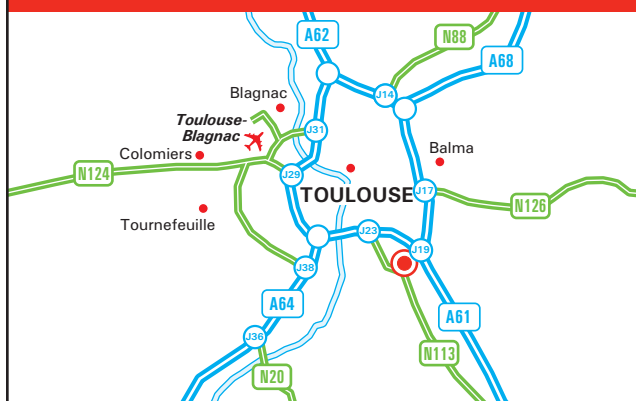 A62
N88
A68
J14
Blagnac
Toulouse-
Blagnac
J31
Colomiers
Balma
N124
J29
TOULOUSE
J17
N126
Tournefeuille
J23
J19
J38
A64
A61
J36
N113
N20